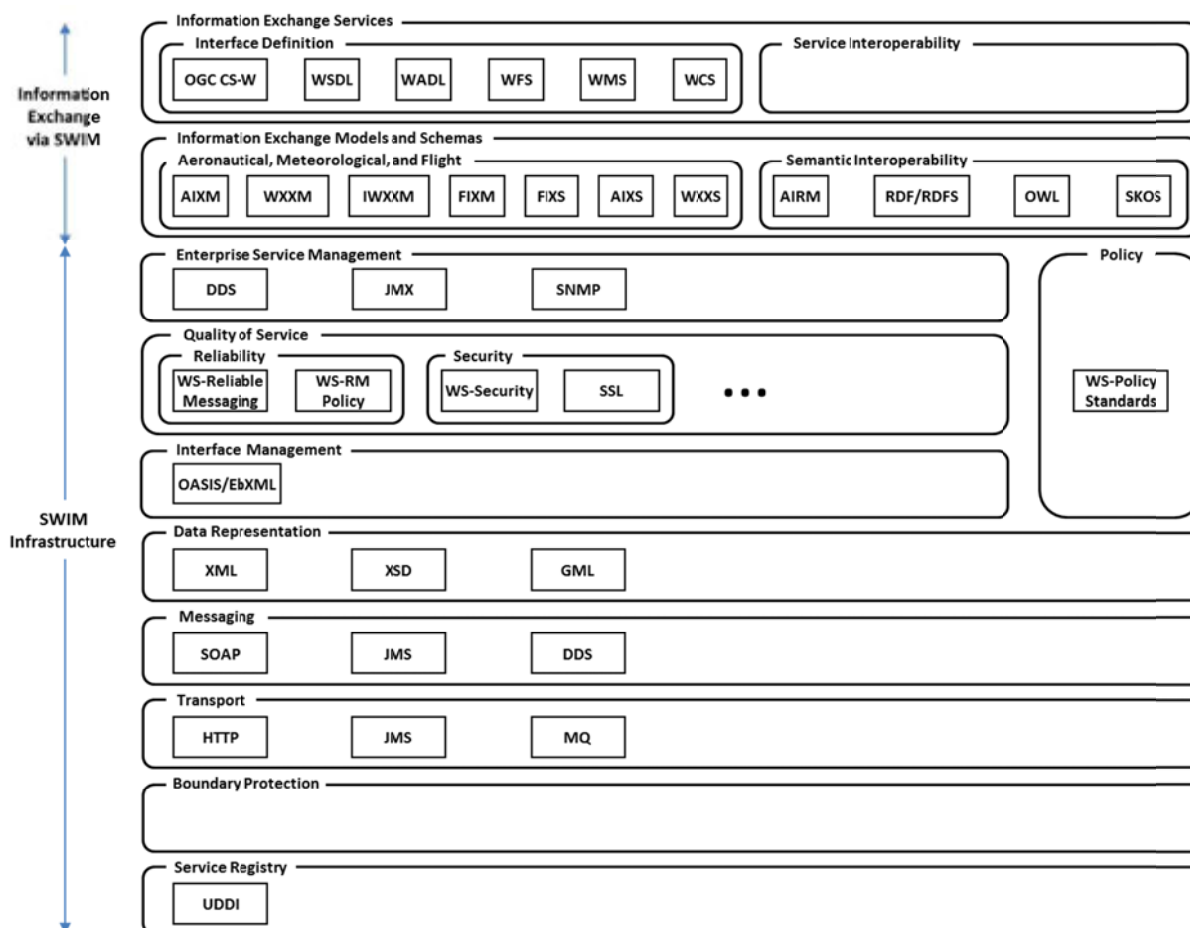 Information Exchange Services
Interface Definition
Service Interoperability
OGC CS-W
WSDL
WADL
WFS
WMS
WCS
Information
Exchange
via SWIM
Information Exchange Models and Schemas
Aeronautical, Meteorological, and Flight
Semantic Interoperability
AIXM
WXXM
IWXXM
FIXM
FIXS
AIXS
WXXS
AIRM
RDF/RDFS
OWL
SKOS
Enterprise Service Management
Policy
DDS
JMX
SNMP
Quality of Service
Reliability
Security
WS-Reliable
Messaging
WS-RM
Policy
WS-Security
SSL
...
WS-Policy
Standards
Interface Management
OASIS/EbXML
SWIM
Infrastructure
Data Representation
XML
XSD
GML
Messaging
SOAP
JMS
DDS
Transport
HTTP
JMS
MQ
Boundary Protection
Service Registry
UDDI